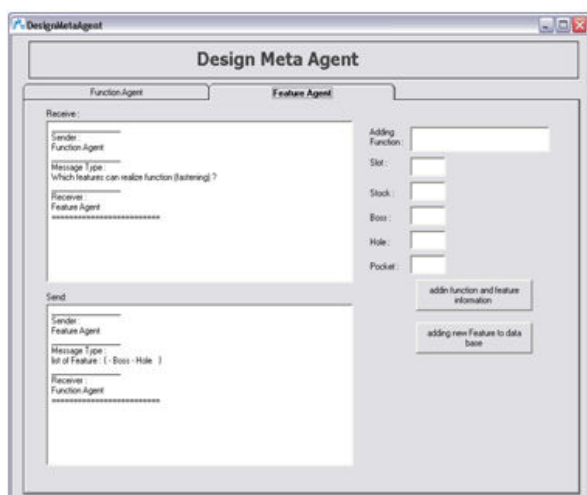 DesignMetaAgent
Design Meta Agent
Function Agent
Feature Agent
Receive :
Sender :
Function Agent
Message Type :
Which features can realize function (fastening) ?
Receiver :
Feature Agent
==========================
Send
Sender :
Feature Agent
Message Type :
list of Feature : ( - Boss - Hole )
Receiver :
Function Agent
==========================
Adding
Function :
Slot :
Stock :
Boss :
Hole :
Pocket :
addin function and feature
information
adding new Feature to data
base